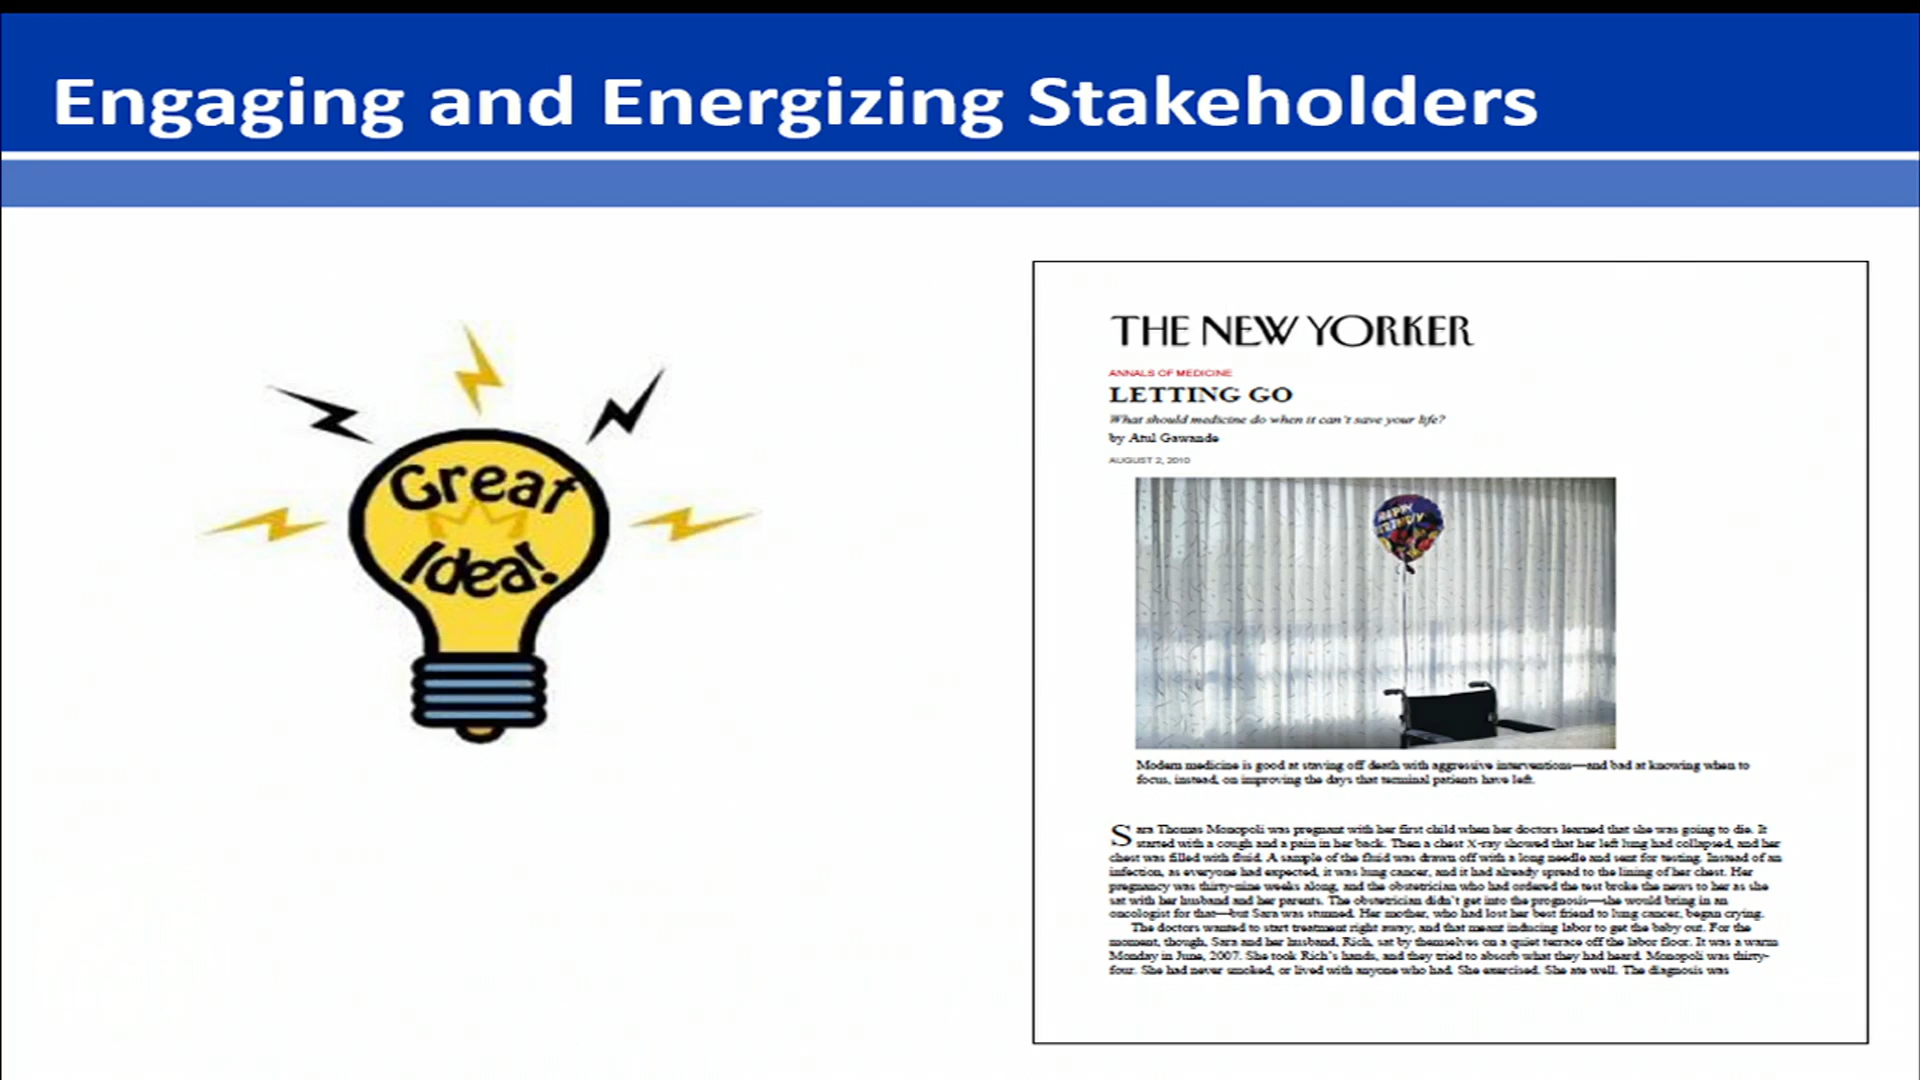 Engaging and Energizing Stakeholders
Great
Idea!
THE NEW YORKER
ANNALS OF MEDICINE
LETTING GO
What should medicine do when it can't save your life?
by Atul Gawande
AUGUST 2, 2010
HAPPY
Modern medicine is good at staving off death with aggressive interventions—and bad at knowing when to
focus, instead, on improving the days that terminal patients have left.
Sara Thomas Monopoli was pregnant with her first child when her doctors learned that she was going to die. It
started with a cough and a pain in her back. Then a chest X-ray showed that her left lung had collapsed, and her
chest was filled with fluid. A sample of the fluid was drawn off with a long needle and sent for testing. Instead of an
infection, as everyone had expected, it was lung cancer, and it had already spread to the lining of her chest. Her
pregnancy was thirty-nine weeks along, and the obstetrician who had ordered the test broke the news to her as she
sat with her husband and her parents. The obstetrician didn't get into the prognosis—she would bring in an
oncologist for that—but Sara was stunned. Her mother, who had lost her best friend to lung cancer, began crying.
The doctors wanted to start treatment right away, and that meant inducing labor to get the baby out. For the
moment, though, Sara and her husband, Rich, sat by themselves on a quiet terrace off the labor floor. It was a warm
Monday in June, 2007. She took Rich's hands, and they tried to absorb what they had heard. Monopoli was thirty-
four. She had never smoked, or lived with anyone who had. She exercised. She ate well. The diagnosis was